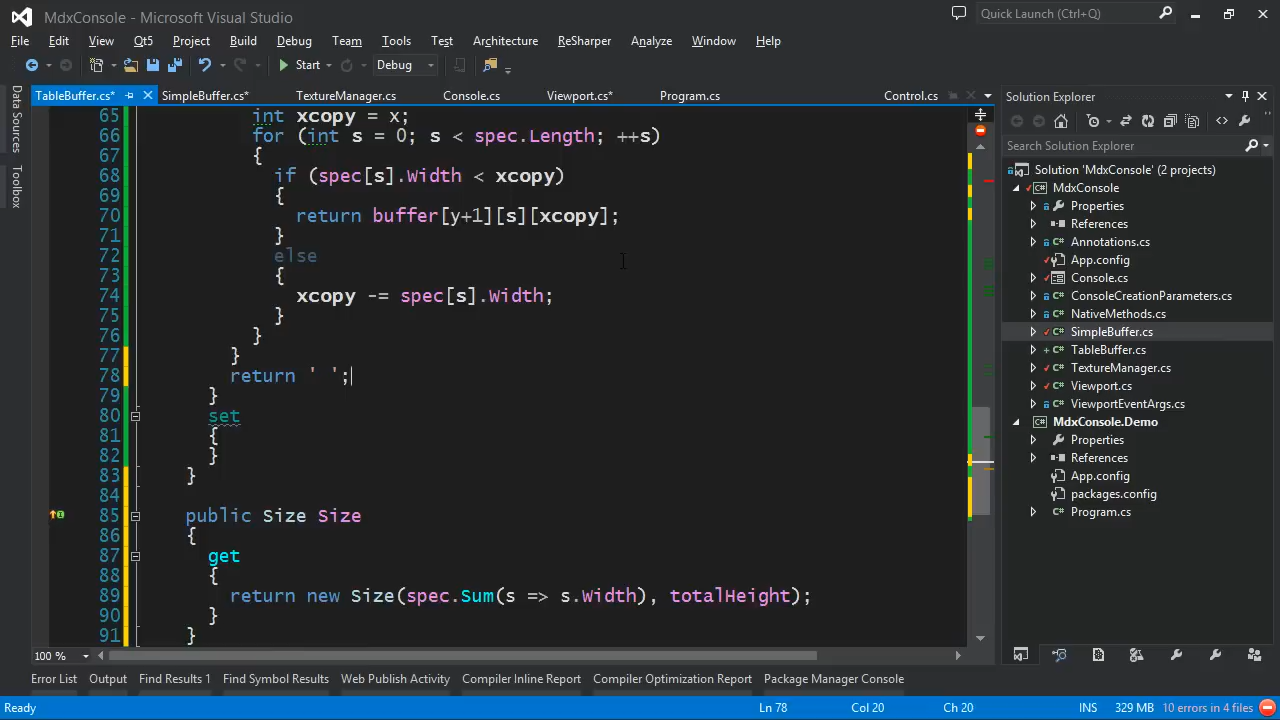 MdxConsole - Microsoft Visual Studio
Quick Launch (Ctrl+Q)
File Edit View Qt5 Project Build Debug Team Tools Test Architecture ReSharper Analyze Window Help
Start Debug
TableBuffer.cs* SimpleBuffer.cs* TextureManager.cs Console.cs Viewport.cs* Program.cs Control.cs
Data Sources
Toolbox
65 int xcopy = x;
66 for (int s = 0; s < spec.Length; ++s)
67 {
68 if (spec[s].Width < xcopy)
69 {
70 return buffer[y+1][s][xcopy];
71 }
72 else
73 {
74 xcopy -= spec[s].Width;
75 }
76 }
77 }
78 return ' ';
79 }
80 set
81 {
82 }
83 }
84
85 public Size Size
86 {
87 get
88 {
89 return new Size(spec.Sum(s => s.Width), totalHeight);
90 }
91 }
100 %
Solution Explorer
Search Solution Explorer
Solution 'MdxConsole' (2 projects)
MdxConsole
Properties
References
Annotations.cs
App.config
Console.cs
ConsoleCreationParameters.cs
NativeMethods.cs
SimpleBuffer.cs
TableBuffer.cs
TextureManager.cs
Viewport.cs
ViewportEventArgs.cs
MdxConsole.Demo
Properties
References
App.config
packages.config
Program.cs
Error List Output Find Results 1 Find Symbol Results Web Publish Activity Compiler Inline Report Compiler Optimization Report Package Manager Console
Ready Ln 78 Col 20 Ch 20 INS 329 MB 10 errors in 4 files